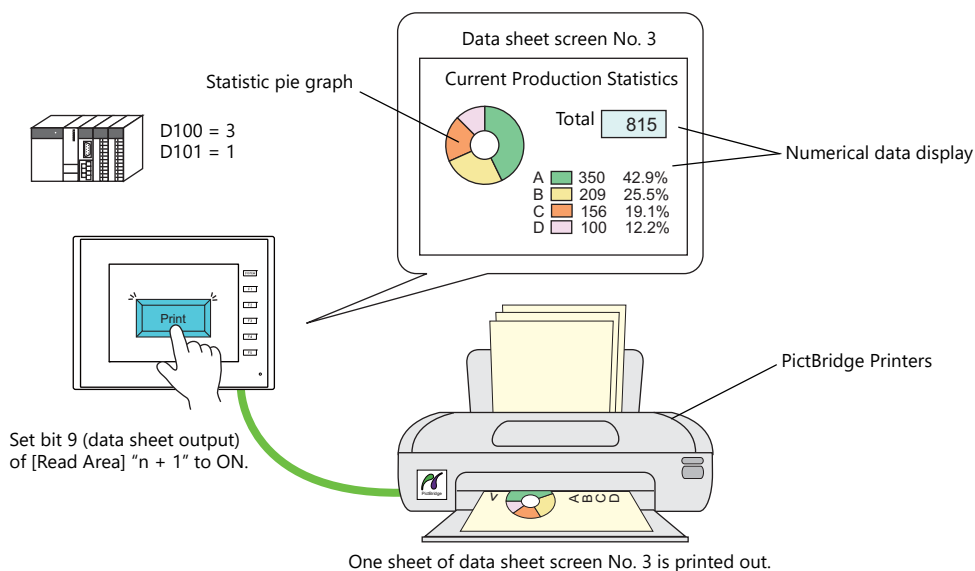 Data sheet screen No. 3
Statistic pie graph
Current Production Statistics
D100 = 3
D101 = 1
Total 815
Numerical data display
A 350 42.9%
B 209 25.5%
C 156 19.1%
D 100 12.2%
Print
PictBridge Printers
Set bit 9 (data sheet output)
of [Read Area] “n + 1” to ON.
PictBridge
A B C D
One sheet of data sheet screen No. 3 is printed out.